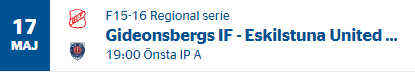 17
MAJ
F15-16 Regional serie
Gideonsbergs IF - Eskilstuna United ...
19:00 Önsta IP A